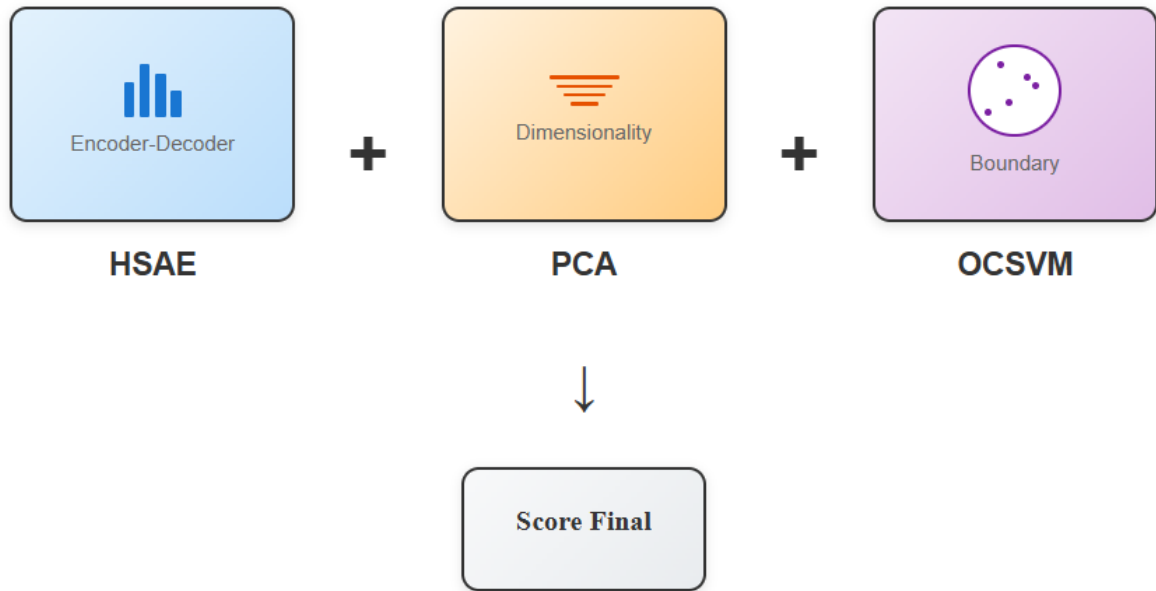 Encoder-Decoder
+
Dimensionality
+
Boundary
HSAE
PCA
OCSVM
↓
Score Final